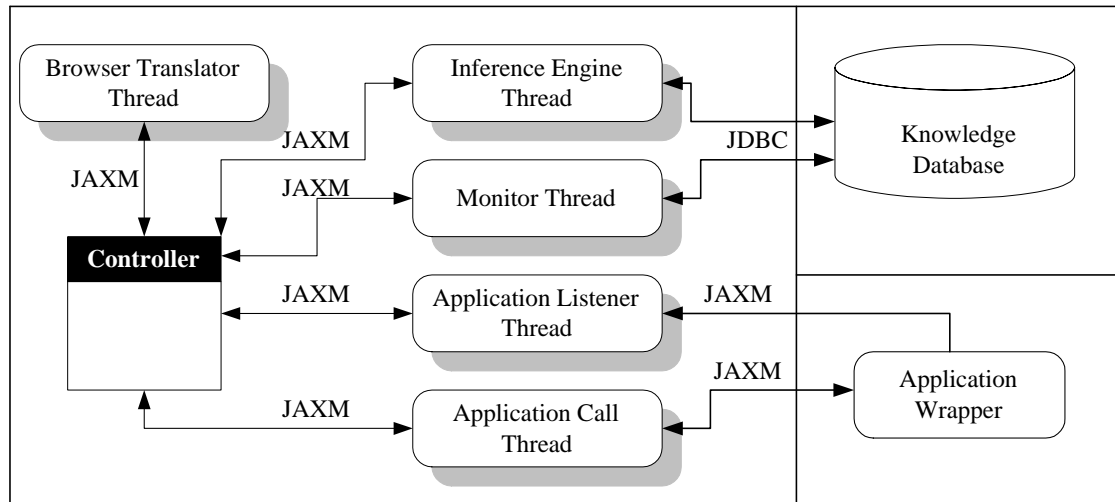 Browser Translator
Thread
Inference Engine
Thread
JAXM
JDBC
Knowledge
Database
JAXM
JAXM
Monitor Thread
Controller
JAXM
Application Listener
Thread
JAXM
JAXM
Application Call
Thread
JAXM
Application
Wrapper